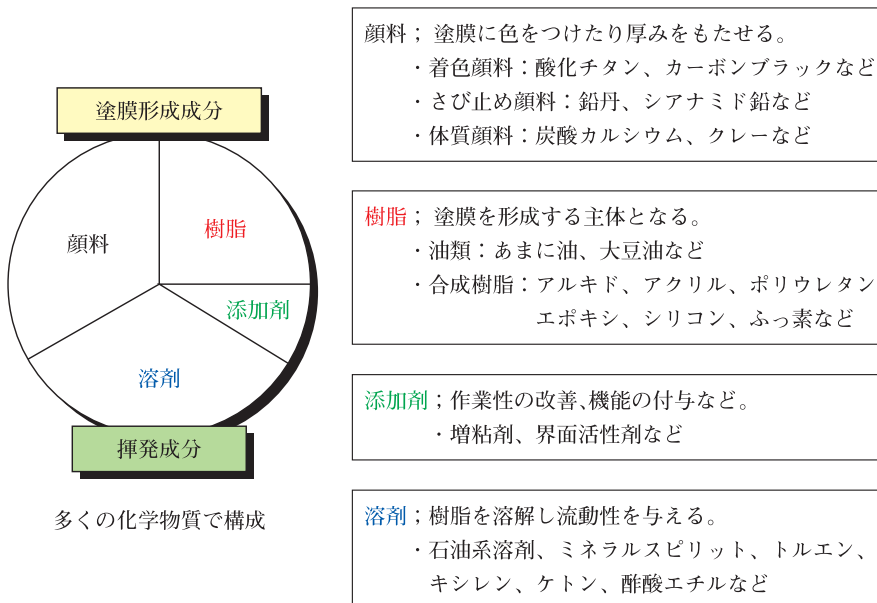 塗膜形成成分
顔料
樹脂
添加剤
溶剤
揮発成分
多くの化学物質で構成
顔料；塗膜に色をつけたり厚みをもたせる。
・着色顔料：酸化チタン、カーボンブラックなど
・さび止め顔料：鉛丹、シアナミド鉛など
・体質顔料：炭酸カルシウム、クレーなど
樹脂；塗膜を形成する主体となる。
・油類：あまに油、大豆油など
・合成樹脂：アルキド、アクリル、ポリウレタン
エポキシ、シリコン、ふっ素など
添加剤；作業性の改善、機能の付与など。
・増粘剤、界面活性剤など
溶剤；樹脂を溶解し流動性を与える。
・石油系溶剤、ミネラルスピリット、トルエン、
キシレン、ケトン、酢酸エチルなど